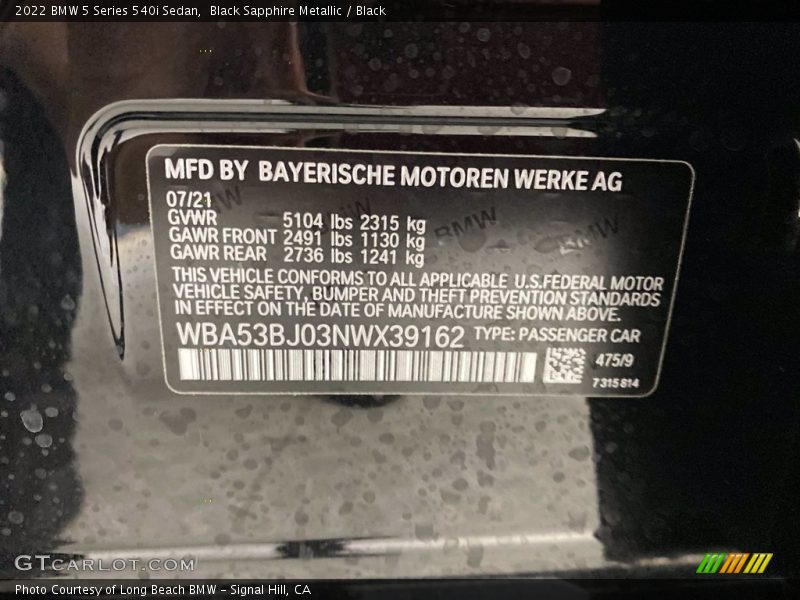 2022 BMW 5 Series 540i Sedan,  Black Sapphire Metallic / Black
MFD BY BAYERISCHE MOTOREN WERKE AG
07/21
GVWR 5104 lbs 2315 kg
GAWR FRONT 2491 lbs 1130 kg
GAWR REAR 2736 lbs 1241 kg
BMW
BMW
BMW
BMW
THIS VEHICLE CONFORMS TO ALL APPLICABLE U.S.FEDERAL MOTOR
VEHICLE SAFETY, BUMPER AND THEFT PREVENTION STANDARDS
IN EFFECT ON THE DATE OF MANUFACTURE SHOWN ABOVE.
WBA53BJ03NWX39162 TYPE: PASSENGER CAR
475/9
7315814
GTCARLOT.COM
Photo Courtesy of Long Beach BMW - Signal Hill, CA